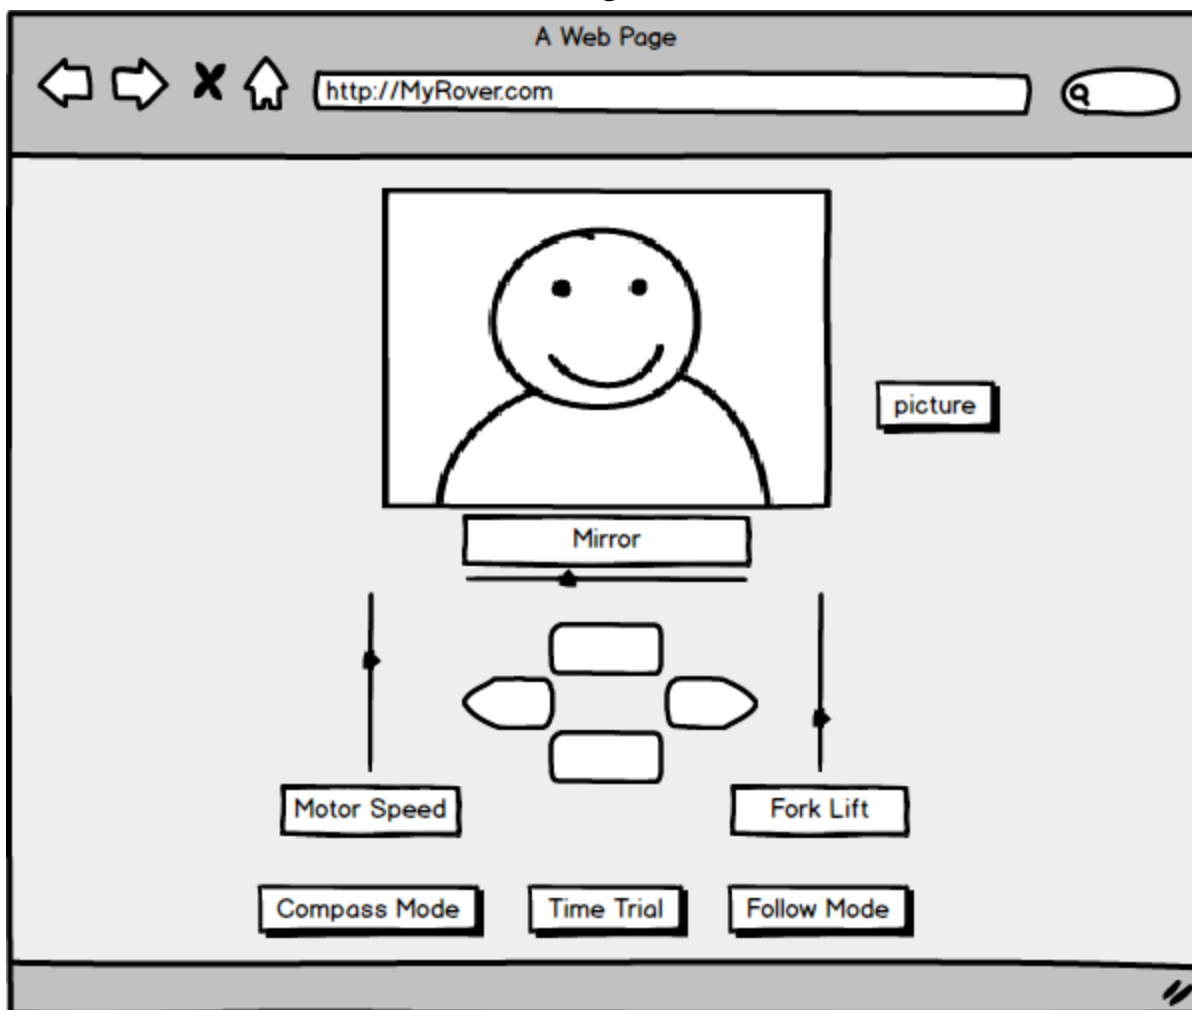 A Web Page
http://MyRover.com
picture
Mirror
Motor Speed
Fork Lift
Compass Mode
Time Trial
Follow Mode